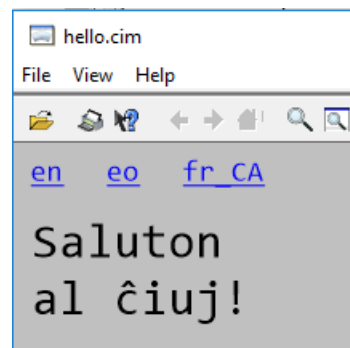 hello.cim
File View Help
en eo fr_CA
Saluton
al ĉiuj!